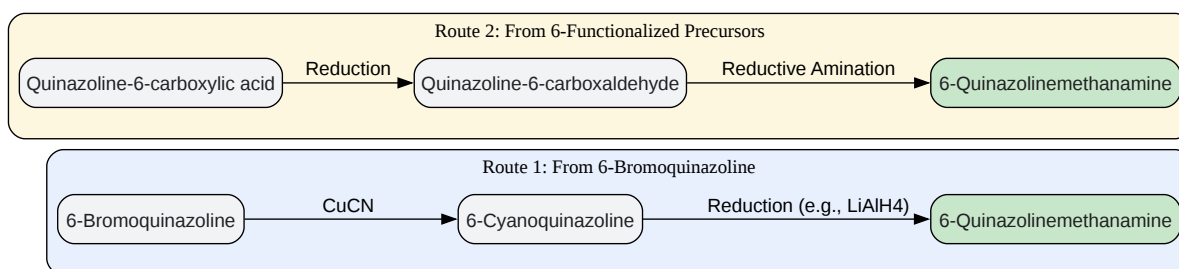 Route 2: From 6-Functionalized Precursors
Quinazoline-6-carboxylic acid
Reduction
Quinazoline-6-carboxaldehyde
Reductive Amination
6-Quinazolinemethanamine
Route 1: From 6-Bromoquinazoline
6-Bromoquinazoline
CuCN
6-Cyanoquinazoline
Reduction (e.g., LiAlH4)
6-Quinazolinemethanamine